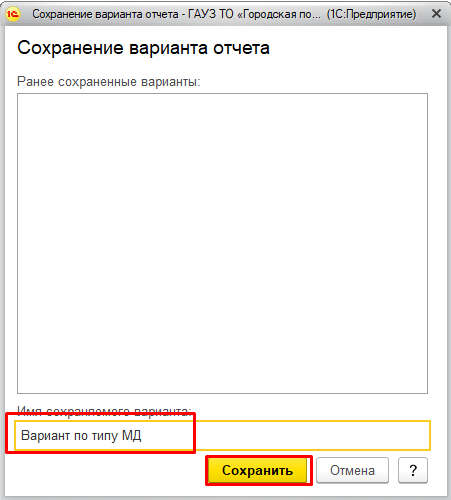 1С Сохранение варианта отчета - ГАУЗ ТО «Городская по... (1С:Предприятие)
Сохранение варианта отчета
Ранее сохраненные варианты:
Имя сохраняемого варианта:
Вариант по типу МД
Сохранить Отмена ?